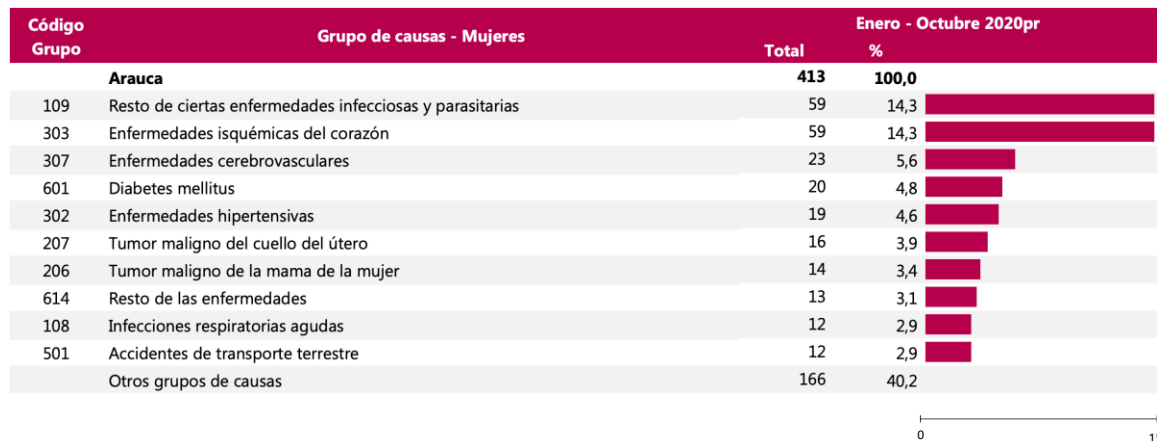 Código Grupo Grupo de causas - Mujeres Enero - Octubre 2020pr
Total %
Arauca 413 100,0
109 Resto de ciertas enfermedades infecciosas y parasitarias 59 14,3
303 Enfermedades isquémicas del corazón 59 14,3
307 Enfermedades cerebrovasculares 23 5,6
601 Diabetes mellitus 20 4,8
302 Enfermedades hipertensivas 19 4,6
207 Tumor maligno del cuello del útero 16 3,9
206 Tumor maligno de la mama de la mujer 14 3,4
614 Resto de las enfermedades 13 3,1
108 Infecciones respiratorias agudas 12 2,9
501 Accidentes de transporte terrestre 12 2,9
Otros grupos de causas 166 40,2
0